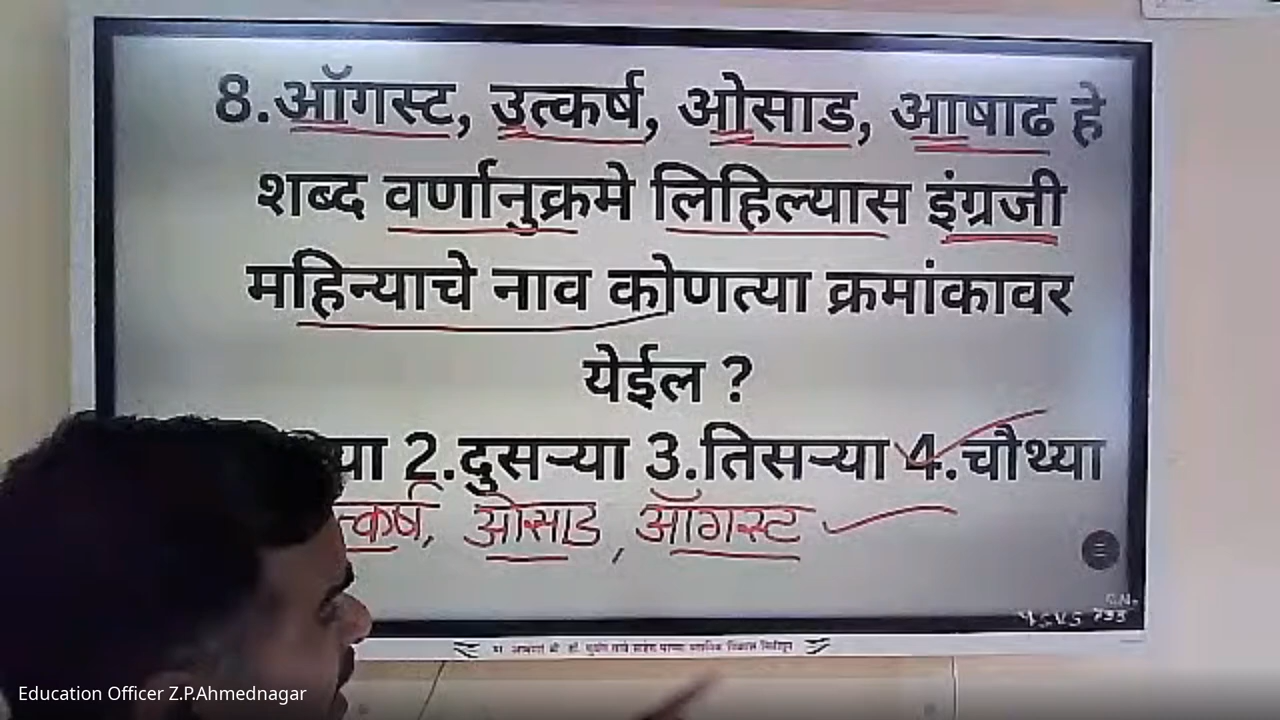 8.ऑगस्ट, उत्कर्ष, ओसाड, आषाढ हे
शब्द वर्णानुक्रमे लिहिल्यास इंग्रजी
महिन्याचे नाव कोणत्या क्रमांकावर
येईल ?
या 2.दुसऱ्या 3.तिसऱ्या 4.चौथ्या
त्कर्ष, ओसाड, ऑगस्ट
Education Officer Z.P.Ahmednagar